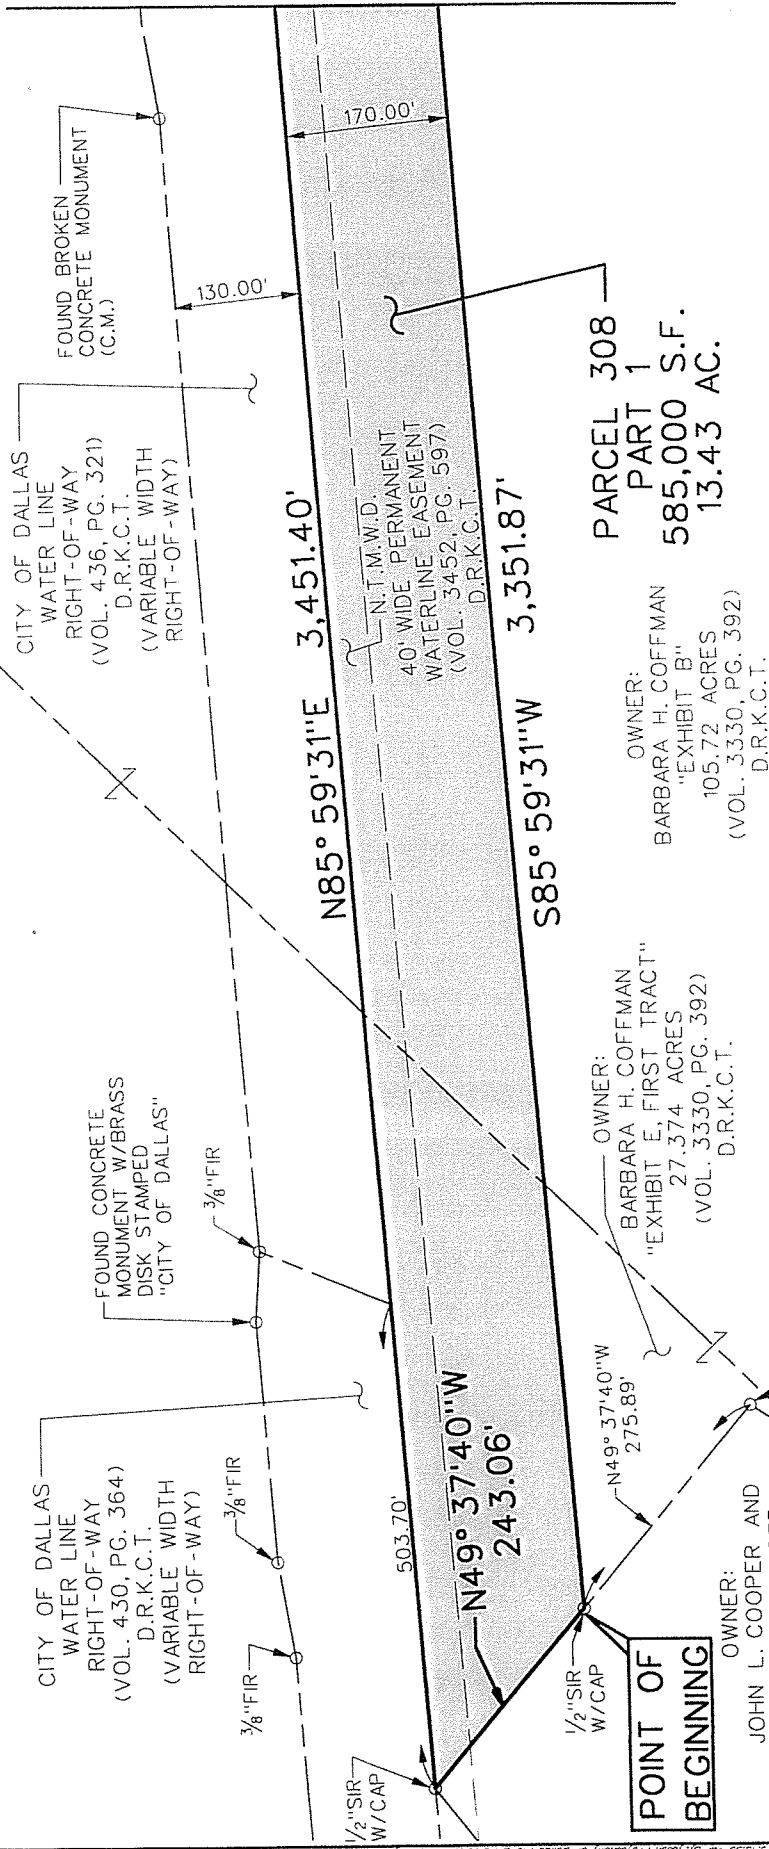 CITY OF DALLAS
WATER LINE
RIGHT-OF-WAY
(VOL. 430, PG. 364)
D.R.K.C.T.
(VARIABLE WIDTH
RIGHT-OF-WAY)
3/8"FIR
3/8"FIR
FOUND CONCRETE
MONUMENT W/BRASS
DISK STAMPED
"CITY OF DALLAS"
3/8"FIR
CITY OF DALLAS
WATER LINE
RIGHT-OF-WAY
(VOL. 436, PG. 321)
D.R.K.C.T.
(VARIABLE WIDTH
RIGHT-OF-WAY)
FOUND BROKEN
CONCRETE MONUMENT
(C.M.)
130.00'
170.00'
1/2"SIR
W/CAP
503.70'
N85°59'31"E 3,451.40'
N.T.M.W.D.
40' WIDE PERMANENT
WATERLINE EASEMENT
(VOL. 3452, PG. 597)
D.R.K.C.T.
N49°37'40"W
243.06'
S85°59'31"W 3,351.87'
PARCEL 308
PART 1
585,000 S.F.
13.43 AC.
1/2"SIR
W/CAP
POINT OF
BEGINNING
N49°37'40"W
275.89'
OWNER:
BARBARA H. COFFMAN
"EXHIBIT E, FIRST TRACT"
27.374 ACRES
(VOL. 3330, PG. 392)
D.R.K.C.T.
OWNER:
BARBARA H. COFFMAN
"EXHIBIT B"
105.72 ACRES
(VOL. 3330, PG. 392)
D.R.K.C.T.
OWNER:
JOHN L. COOPER AND